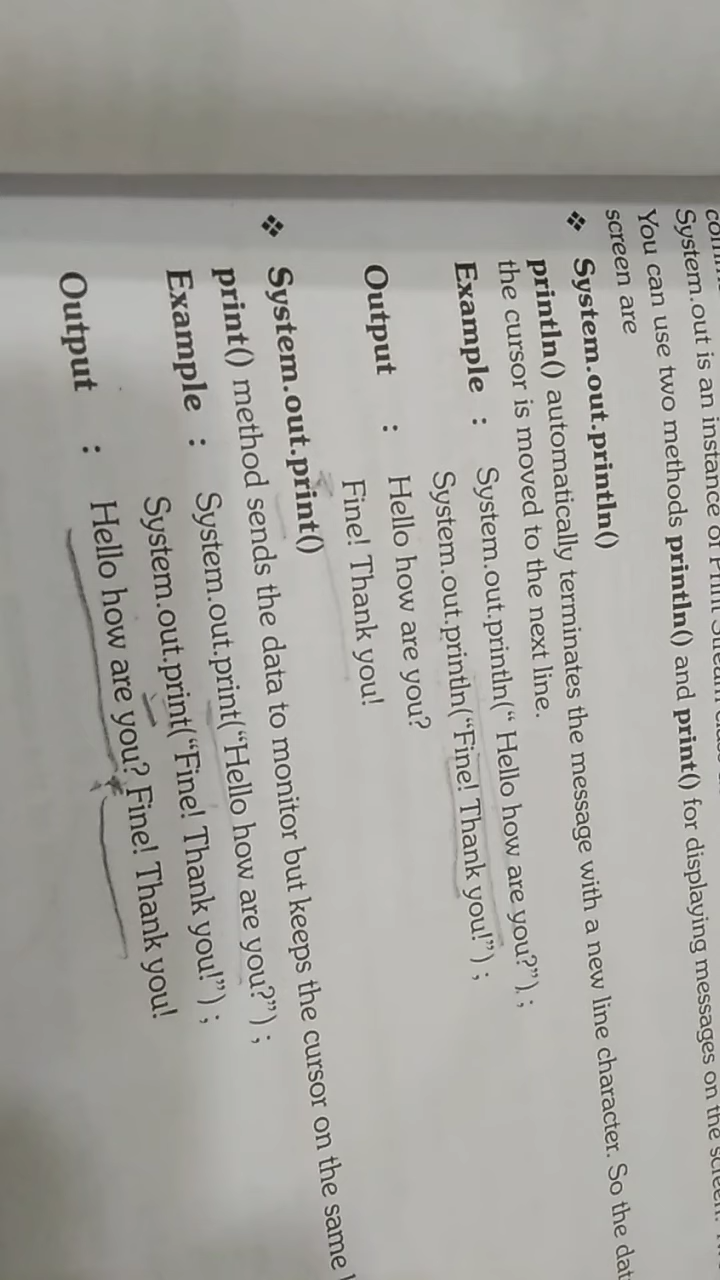 System.out is an instance of Print Stream
You can use two methods println() and print() for displaying messages on the screen.
screen are
❖ System.out.println()
println() automatically terminates the message with a new line character. So the
the cursor is moved to the next line.
Example : System.out.println(“ Hello how are you?”) ;
System.out.println(“Fine! Thank you!”) ;
Output : Hello how are you?
Fine! Thank you!
❖ System.out.print()
print() method sends the data to monitor but keeps the cursor on the same
Example : System.out.print(“Hello how are you?”) ;
System.out.print(“Fine! Thank you!”) ;
Output : Hello how are you? Fine! Thank you!